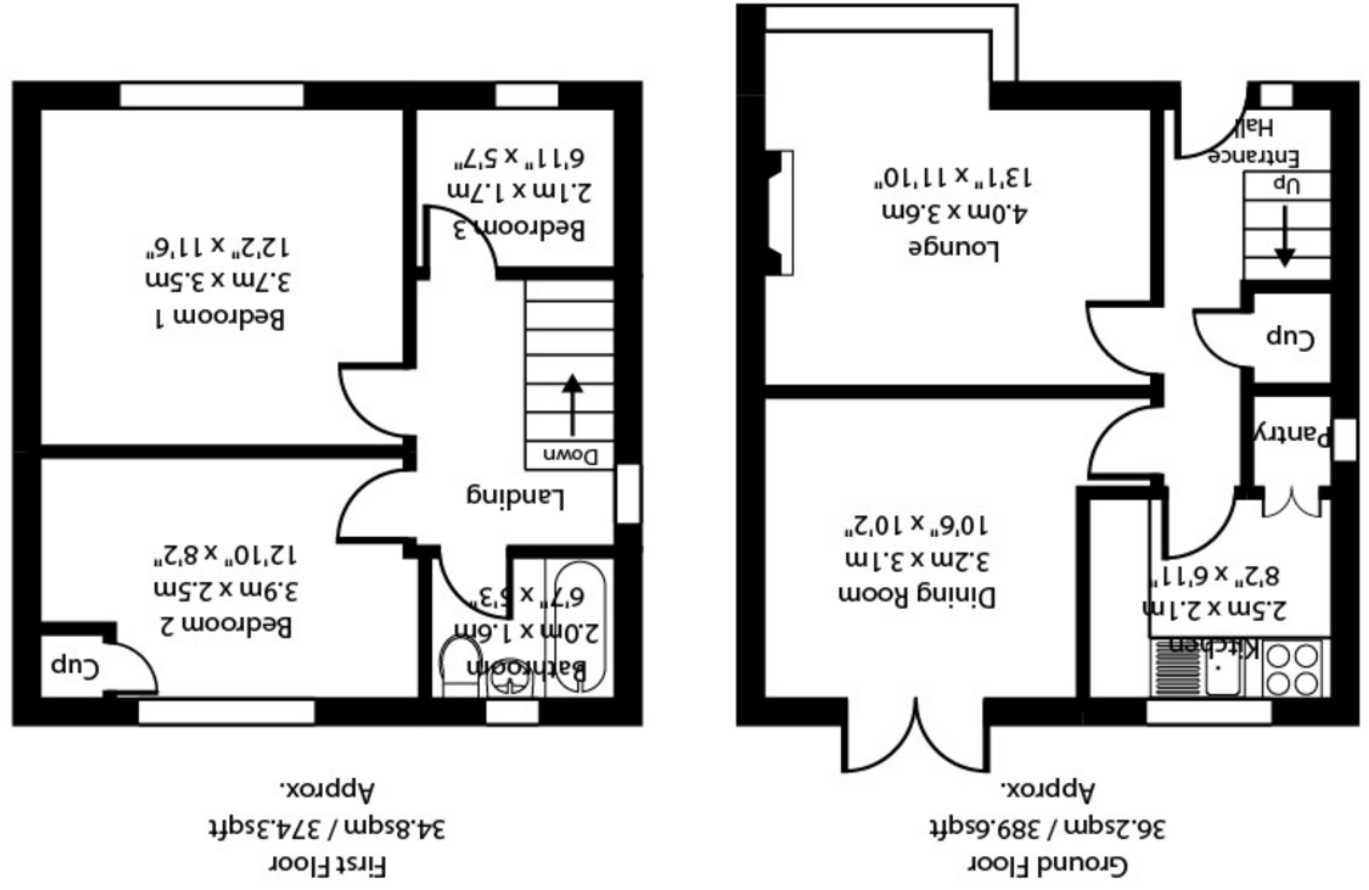 Ground Floor
36.2sqm / 389.6sqft
Approx.
Kitchen
2.5m x 2.1m
8'2" x 6'11"
Dining Room
3.2m x 3.1m
10'6" x 10'2"
Pantry
Cup
Lounge
4.0m x 3.6m
13'1" x 11'10"
Up
Entrance
Hall
First Floor
34.8sqm / 374.3sqft
Approx.
Bathroom
2.0m x 1.6m
6'7" x 5'3"
Cup
Bedroom 2
3.9m x 2.5m
12'10" x 8'2"
Landing
Down
Bedroom 1
3.7m x 3.5m
12'2" x 11'6"
Bedroom 3
2.1m x 1.7m
6'11" x 5'7"